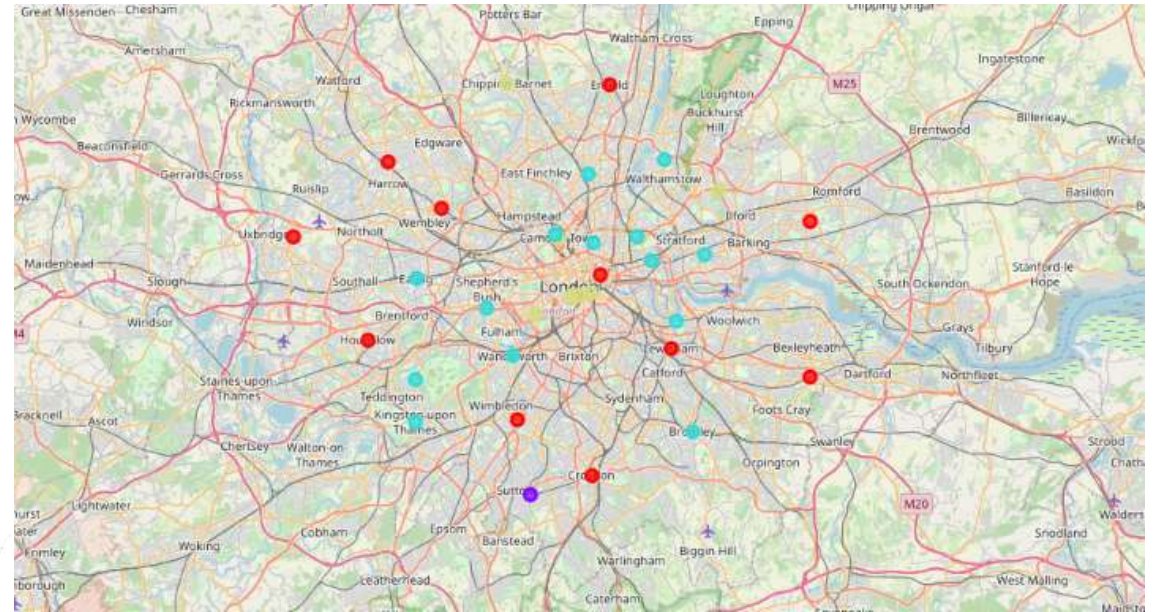 Great Missenden
Chesham
Potters Bar
Epping
Chipping Ongar
Waltham Cross
Amersham
Ingatestone
Watford
Chipping Barnet
M25
Loughton
Rickmansworth
Buckhurst
Hill
Billericay
Wycombe
Brentwood
Beaconsfield
Edgware
Gerrards Cross
East Finchley
Walthamstow
Harrow
Ruislip
Romford
Basildon
Wembley
Hampstead
Ilford
Uxbridge
Northolt
Stratford
Barking
Maidenhead
Stanford-le
Hope
Slough
Southall
Shepherd's
Bush
London
South Ockendon
Windsor
Brentford
Fulham
Woolwich
Grays
Tilbury
Wandsworth
Brixton
Bexleyheath
Staines-upon
Thames
Catford
Dartford
Northfleet
Teddington
Sydenham
Bracknell
Ascot
Kingston-upon
Thames
Wimbledon
Foots Cray
Chertsey
Walton-on
Thames
Swanley
Strood
Orpington
Croydon
Lightwater
M20
Epsom
Banstead
Cobham
Biggin Hill
Snodland
Woking
Warlingham
Leatherhead
West Malling
Caterham